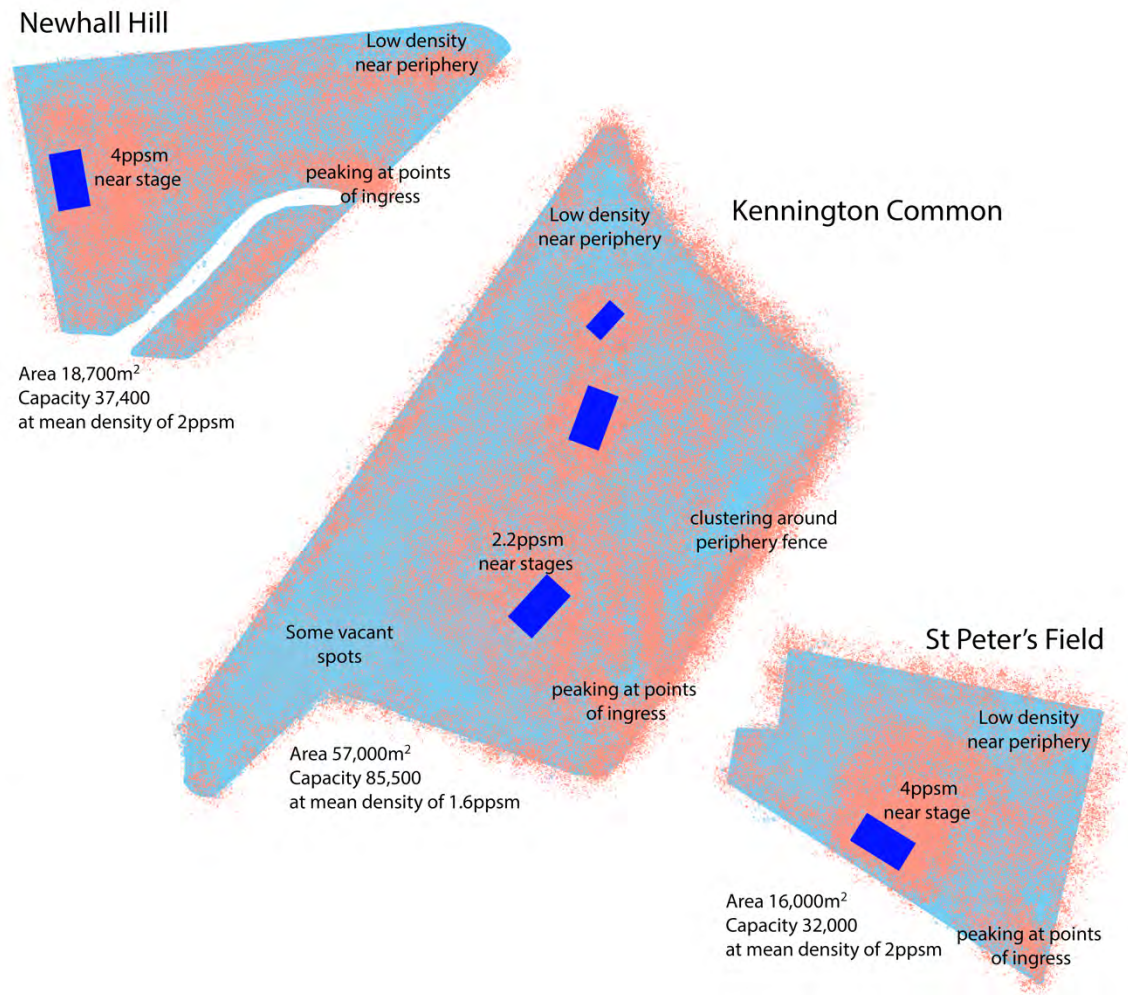 Newhall Hill
Low density
near periphery
4ppsm
near stage
peaking at points
of ingress
Area 18,700m²
Capacity 37,400
at mean density of 2ppsm
Kennington Common
Low density
near periphery
clustering around
periphery fence
2.2ppsm
near stages
Some vacant
spots
peaking at points
of ingress
Area 57,000m²
Capacity 85,500
at mean density of 1.6ppsm
St Peter’s Field
Low density
near periphery
4ppsm
near stage
Area 16,000m²
Capacity 32,000
at mean density of 2ppsm
peaking at points
of ingress